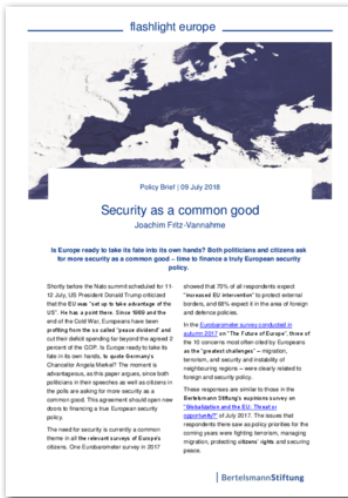 flashlight europe
Policy Brief | 09 July 2018
Security as a common good
Joachim Fritz-Vannahme
Is Europe ready to take its fate into its own hands? Both politicians and citizens ask
for more security as a common good – time to finance a truly European security
policy.
Shortly before the Nato summit scheduled for 11-
12 July, US President Donald Trump criticized
that the EU was "set up to take advantage of the
US". He has a point there. Since 1989 and the
end of the Cold War, Europeans have been
profiting from the so called "peace dividend" and
cut their deficit spending far beyond the agreed 2
percent of the GDP. Is Europe ready to take its
fate in its own hands, to quote Germany's
Chancellor Angela Merkel? The moment is
advantageous, as this paper argues, since both
politicians in their speeches as well as citizens in
the polls are asking for more security as a
common good. This agreement should open new
doors to financing a true European security
policy.
The need for security is currently a common
theme in all the relevant surveys of Europe's
citizens. One Eurobarometer survey in 2017
showed that 70% of all respondents expect
"increased EU intervention" to protect external
borders, and 68% expect it in the area of foreign
and defence policies.
In the Eurobarometer survey conducted in
autumn 2017 on "The Future of Europe", three of
the 10 concerns most often cited by Europeans
as the "greatest challenges" – migration,
terrorism, and security and instability of
neighbouring regions – were clearly related to
foreign and security policy.
These responses are similar to those in the
Bertelsmann Stiftung's eupinions survey on
"Globalization and the EU: Threat or
opportunity?" of July 2017. The issues that
respondents there saw as policy priorities for the
coming years were fighting terrorism, managing
migration, protecting citizens' rights and securing
peace.
BertelsmannStiftung